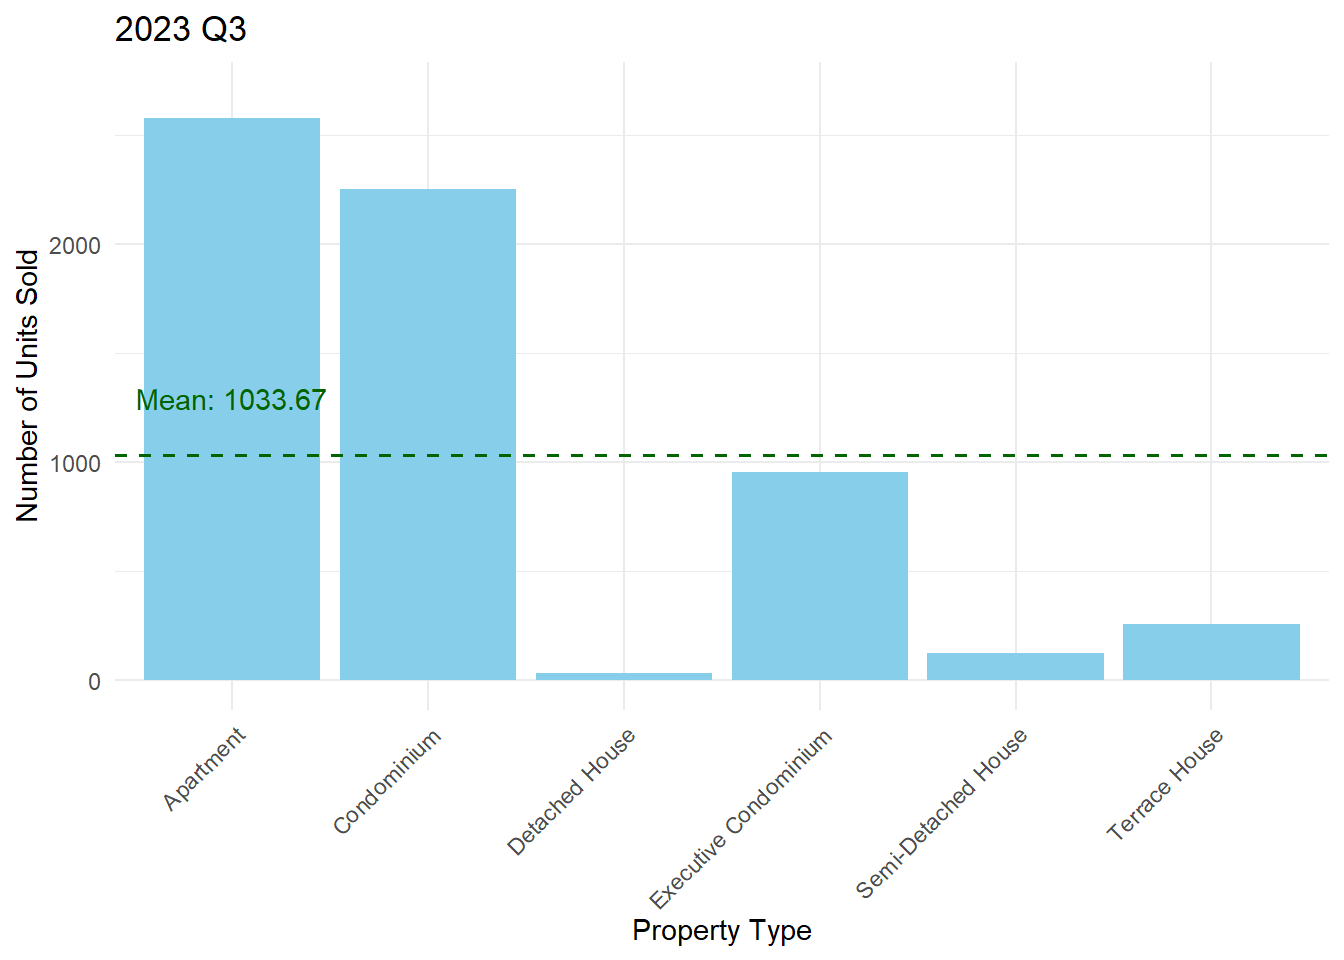 2023 Q3
Number of Units Sold
2000
1000
0
Mean: 1033.67
Apartment
Condominium
Detached House
Executive Condominium
Semi-Detached House
Terrace House
Property Type